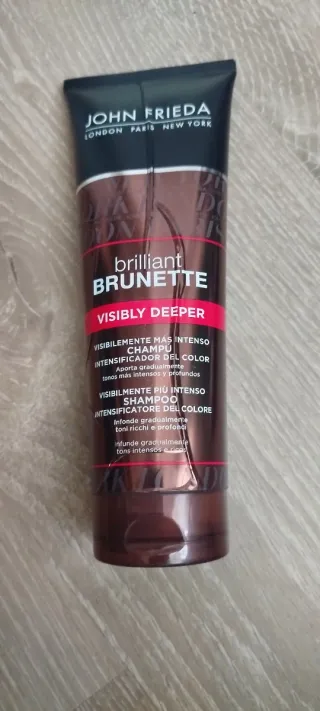 JOHN FRIEDA
LONDON PARIS NEW YORK
brilliant
BRUNETTE
VISIBLY DEEPER
VISIBILEMENTE MÁS INTENSO
CHAMPÚ
INTENSIFICADOR DEL COLOR
Aporta gradualmente
tonos más intensos y profundos
VISIBILMENTE PIÙ INTENSO
SHAMPOO
INTENSIFICATORE DEL COLORE
Infonde gradualmente
toni ricchi e profondi
Infunde gradualmente
tons intensos e